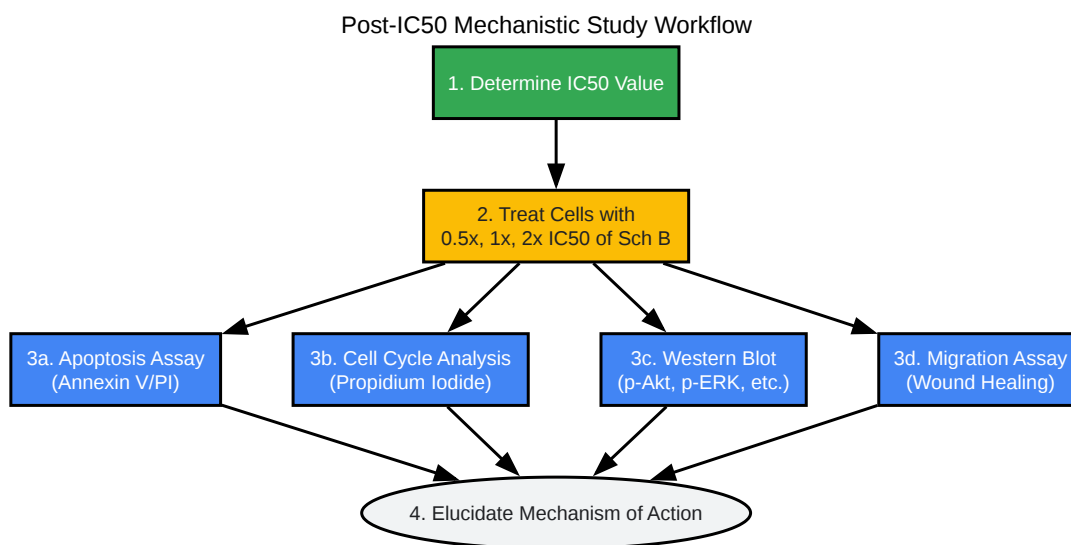 Post-IC50 Mechanistic Study Workflow
1. Determine IC50 Value
2. Treat Cells with
0.5x, 1x, 2x IC50 of Sch B
3a. Apoptosis Assay
(Annexin V/PI)
3b. Cell Cycle Analysis
(Propidium Iodide)
3c. Western Blot
(p-Akt, p-ERK, etc.)
3d. Migration Assay
(Wound Healing)
4. Elucidate Mechanism of Action